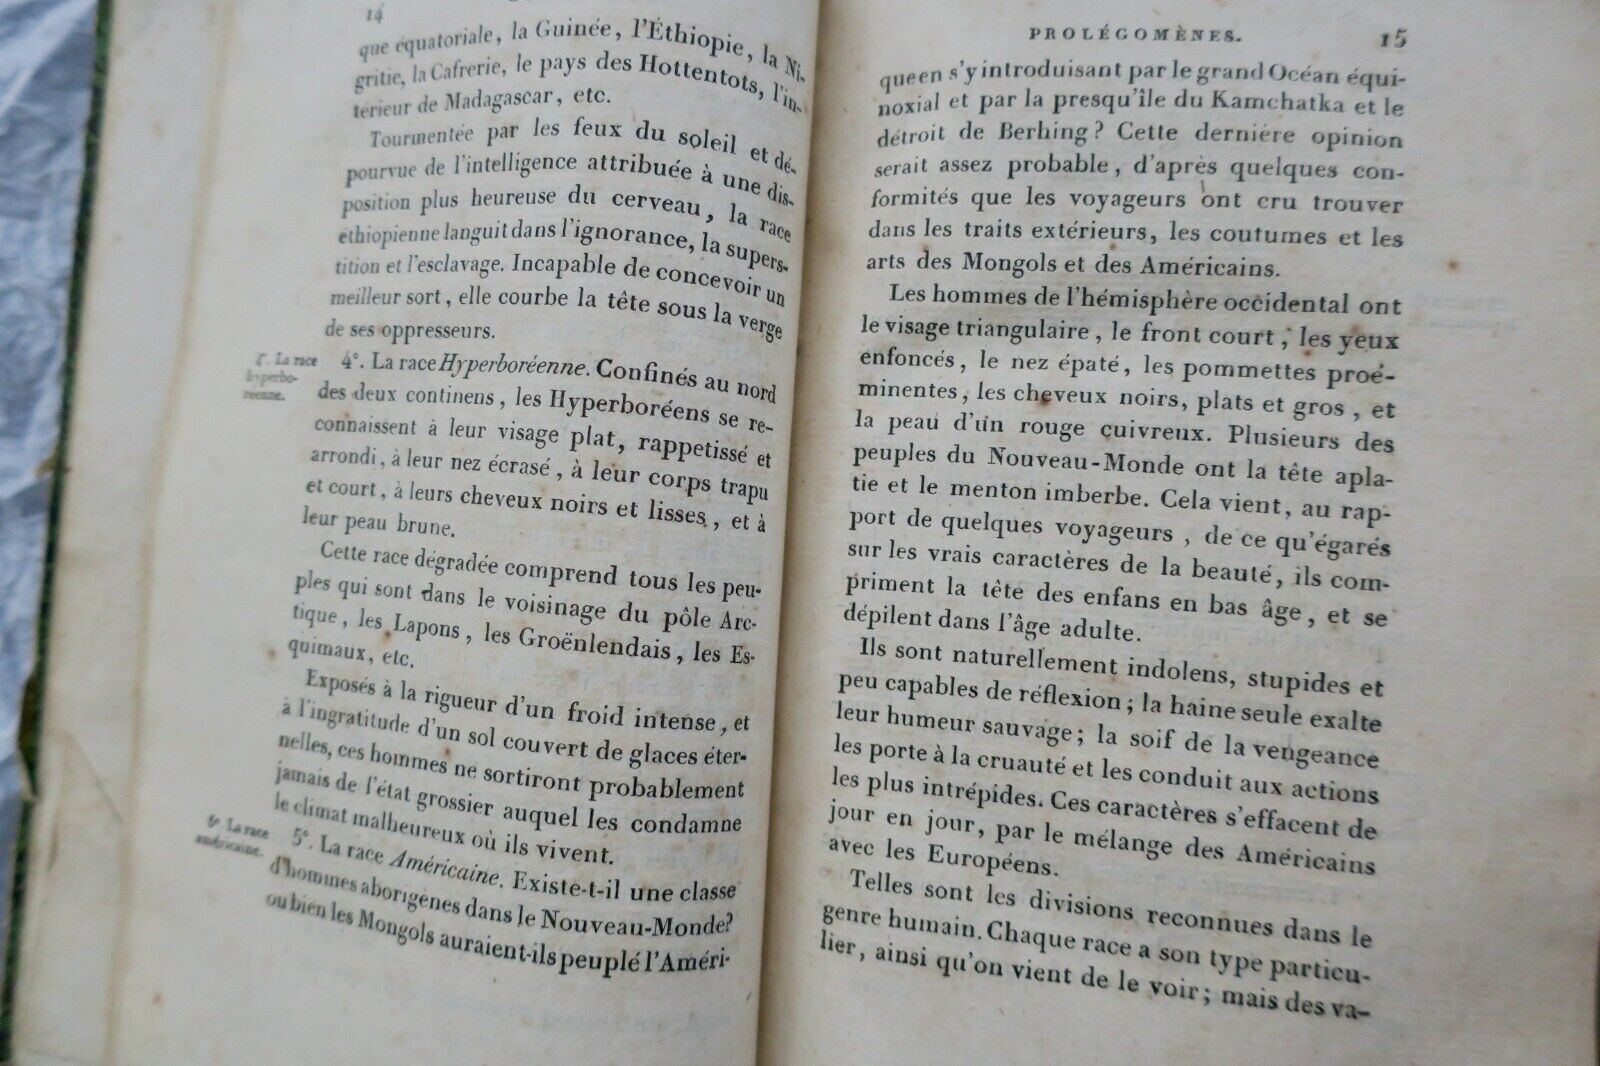 14
que équatoriale, la Guinée, l'Éthiopie, la Ni-
gritie, la Cafrerie, le pays des Hottentots, l'in-
térieur de Madagascar, etc.
Tourmentée par les feux du soleil et dé-
pourvue de l'intelligence attribuée à une dis-
position plus heureuse du cerveau, la race
éthiopienne languit dans l'ignorance, la supers-
tition et l'esclavage. Incapable de concevoir un
meilleur sort, elle courbe la tête sous la verge
de ses oppresseurs.
4°. La race
hyperbo-
réenne.
4°. La race Hyperboréenne. Confinés au nord
des deux continens, les Hyperboréens se re-
connaissent à leur visage plat, rappetissé et
arrondi, à leur nez écrasé, à leur corps trapu
et court, à leurs cheveux noirs et lisses, et à
leur peau brune.
Cette race dégradée comprend tous les peu-
ples qui sont dans le voisinage du pôle Arc-
tique, les Lapons, les Groënlendais, les Es-
quimaux, etc.
Exposés à la rigueur d'un froid intense, et
à l'ingratitude d'un sol couvert de glaces éter-
nelles, ces hommes ne sortiront probablement
jamais de l'état grossier auquel les condamne
le climat malheureux où ils vivent.
La race
américaine.
5°. La race Américaine. Existe-t-il une classe
d'hommes aborigènes dans le Nouveau-Monde?
ou bien les Mongols auraient-ils peuplé l'Améri-
PROLÉGOMÈNES. 15
que en s'y introduisant par le grand Océan équi-
noxial et par la presqu'île du Kamchatka et le
détroit de Berhing? Cette dernière opinion
serait assez probable, d'après quelques con-
formités que les voyageurs ont cru trouver
dans les traits extérieurs, les coutumes et les
arts des Mongols et des Américains.
Les hommes de l'hémisphère occidental ont
le visage triangulaire, le front court, les yeux
enfoncés, le nez épaté, les pommettes proé-
minentes, les cheveux noirs, plats et gros, et
la peau d'un rouge cuivreux. Plusieurs des
peuples du Nouveau-Monde ont la tête apla-
tie et le menton imberbe. Cela vient, au rap-
port de quelques voyageurs, de ce qu'égarés
sur les vrais caractères de la beauté, ils com-
priment la tête des enfans en bas âge, et se
dépilent dans l'âge adulte.
Ils sont naturellement indolens, stupides et
peu capables de réflexion; la haine seule exalte
leur humeur sauvage; la soif de la vengeance
les porte à la cruauté et les conduit aux actions
les plus intrépides. Ces caractères s'effacent de
jour en jour, par le mélange des Américains
avec les Européens.
Telles sont les divisions reconnues dans le
genre humain. Chaque race a son type particu-
lier, ainsi qu'on vient de le voir; mais des va-